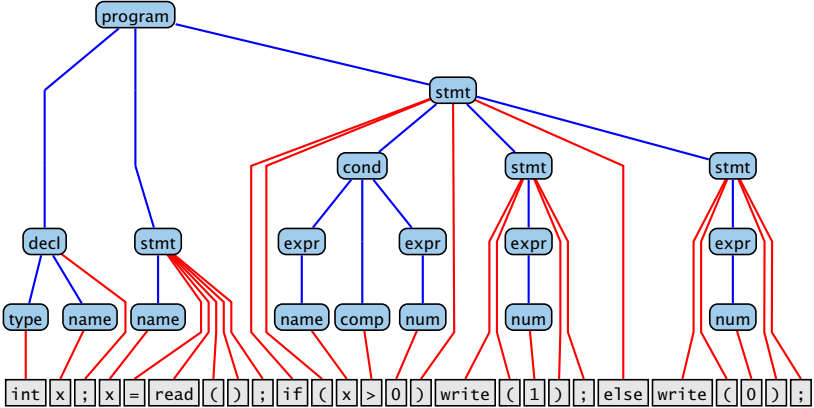 program
stmt
cond stmt stmt
decl stmt expr expr expr expr
type name name name comp num num num
int x ; x = read ( ) ; if ( x > 0 ) write ( 1 ) ; else write ( 0 ) ;